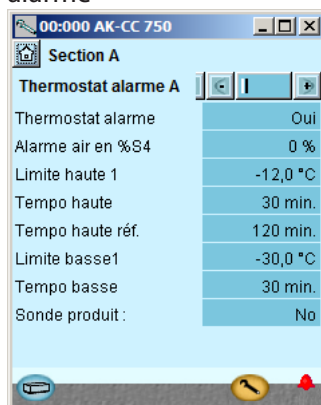 alarme
00:000 AK-CC 750
Section A
Thermostat alarme A
Thermostat alarme Oui
Alarme air en %S4 0 %
Limite haute 1 -12,0 °C
Tempo haute 30 min.
Tempo haute réf. 120 min.
Limite basse1 -30,0 °C
Tempo basse 30 min.
Sonde produit : No